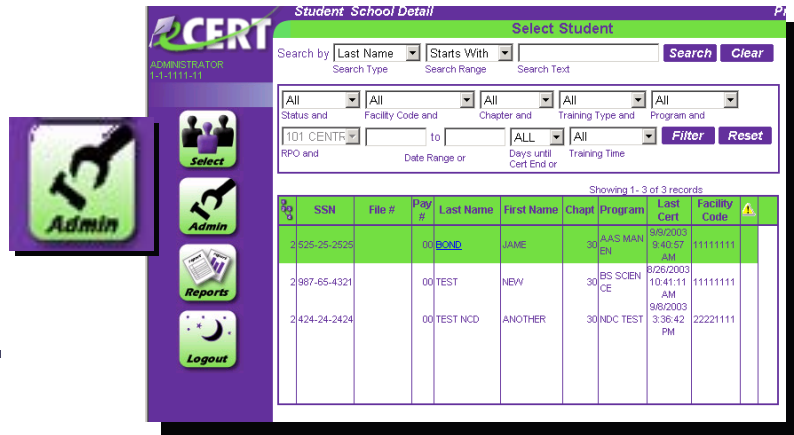 Student School Detail
eCERT
Select Student
ADMINISTRATOR
1-1-1111-11
Search by Last Name Starts With Search Clear
Search Type Search Range Search Text
All All All All All
Status and Facility Code and Chapter and Training Type and Program and
101 CENTR to ALL All Filter Reset
RPO and Date Range or Days until Cert End or Training Time
Showing 1- 3 of 3 records
SSN File # Pay # Last Name First Name Chapt Program Last Cert Facility Code
2 525-25-2525 00 BOND JAME 30 AAS MAN EN 9/9/2003 9:40:57 AM 11111111
2 987-65-4321 00 TEST NEW 30 BS SCIEN CE 8/26/2003 10:41:11 AM 11111111
2 424-24-2424 00 TEST NCD ANOTHER 30 NDC TEST 9/8/2003 3:36:42 PM 22221111
Select
Admin
Reports
Logout
Admin